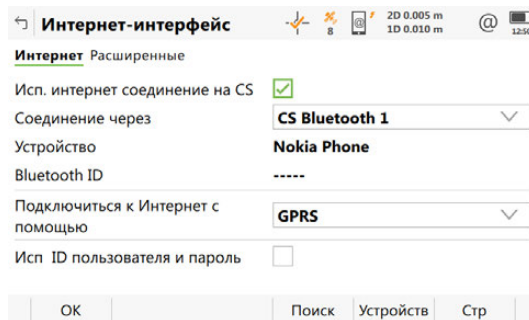 Интернет-интерфейс 8 @ 2D 0.005 m 1D 0.010 m @ 12:50
Интернет Расширенные
Исп. интернет соединение на CS
Соединение через CS Bluetooth 1
Устройство Nokia Phone
Bluetooth ID -----
Подключиться к Интернет с
помощью GPRS
Исп ID пользователя и пароль
OK Поиск Устройств Стр